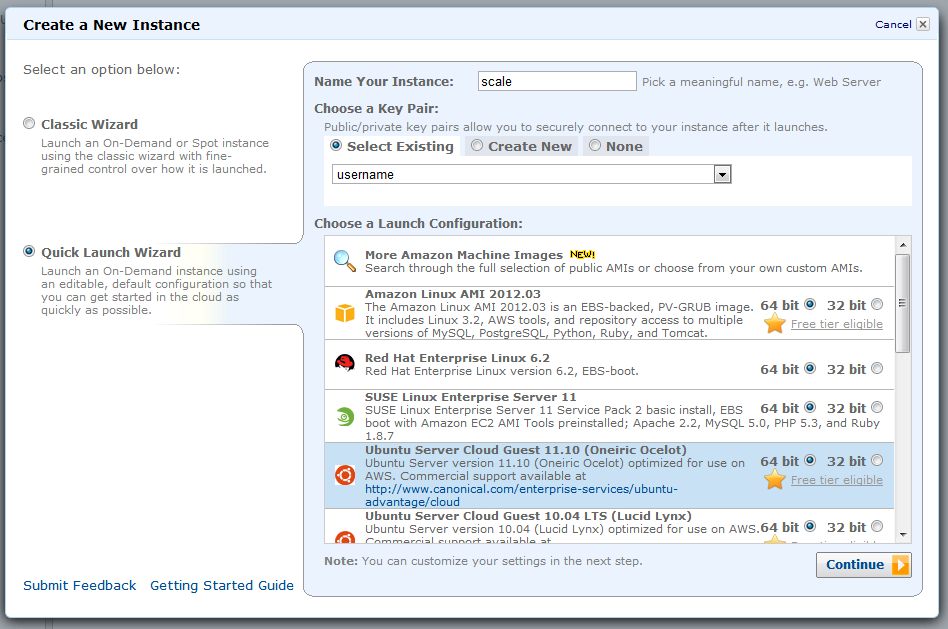 Create a New Instance
Cancel
Select an option below:
Classic Wizard
Launch an On-Demand or Spot instance
using the classic wizard with fine-
grained control over how it is launched.
Quick Launch Wizard
Launch an On-Demand instance using
an editable, default configuration so that
you can get started in the cloud as
quickly as possible.
Submit Feedback Getting Started Guide
Name Your Instance: scale Pick a meaningful name, e.g. Web Server
Choose a Key Pair:
Public/private key pairs allow you to securely connect to your instance after it launches.
Select Existing Create New None
username
Choose a Launch Configuration:
More Amazon Machine Images NEW!
Search through the full selection of public AMIs or choose from your own custom AMIs.
Amazon Linux AMI 2012.03
The Amazon Linux AMI 2012.03 is an EBS-backed, PV-GRUB image.
It includes Linux 3.2, AWS tools, and repository access to multiple
versions of MySQL, PostgreSQL, Python, Ruby, and Tomcat.
64 bit 32 bit
Free tier eligible
Red Hat Enterprise Linux 6.2
Red Hat Enterprise Linux version 6.2, EBS-boot.
64 bit 32 bit
SUSE Linux Enterprise Server 11
SUSE Linux Enterprise Server 11 Service Pack 2 basic install, EBS
boot with Amazon EC2 AMI Tools preinstalled; Apache 2.2, MySQL 5.0, PHP 5.3, and Ruby
1.8.7
64 bit 32 bit
Ubuntu Server Cloud Guest 11.10 (Oneiric Ocelot)
Ubuntu Server version 11.10 (Oneiric Ocelot) optimized for use on
AWS. Commercial support available at
http://www.canonical.com/enterprise-services/ubuntu-
advantage/cloud
64 bit 32 bit
Free tier eligible
Ubuntu Server Cloud Guest 10.04 LTS (Lucid Lynx)
Ubuntu Server version 10.04 (Lucid Lynx) optimized for use on AWS.
Commercial support available at
64 bit 32 bit
Free tier eligible
Note: You can customize your settings in the next step.
Continue